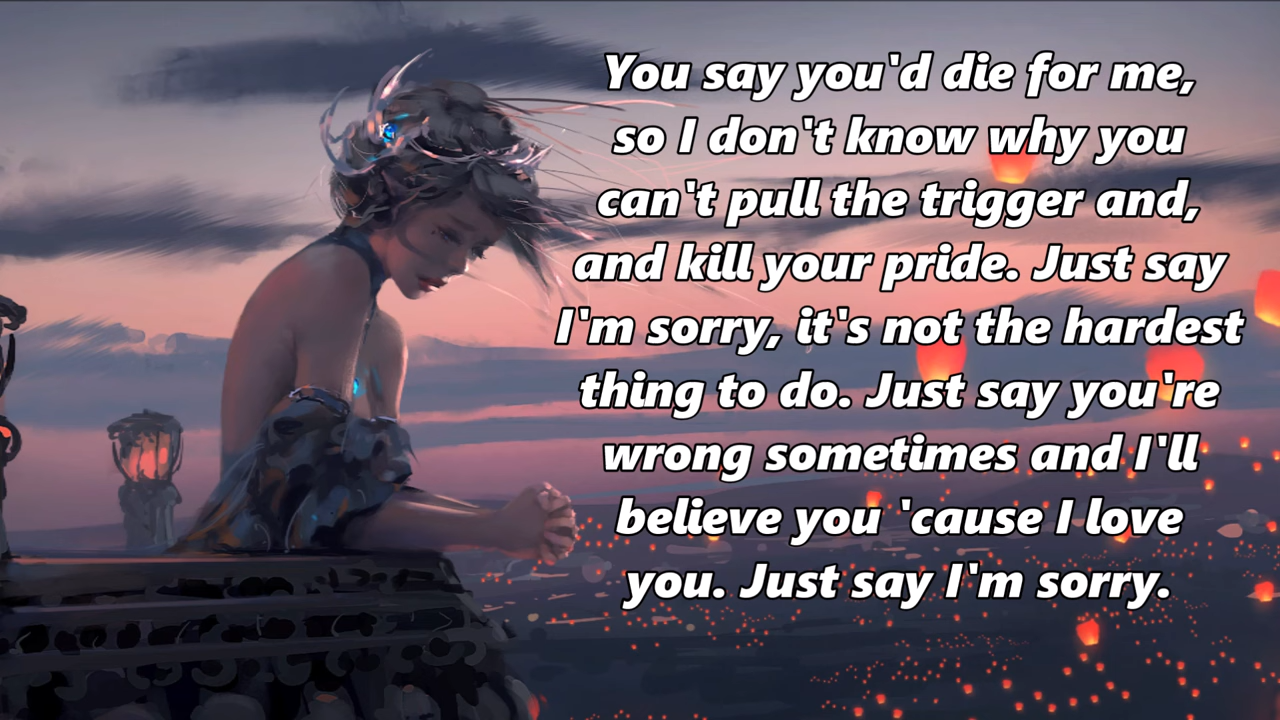 You say you'd die for me,
so I don't know why you
can't pull the trigger and,
and kill your pride. Just say
I'm sorry, it's not the hardest
thing to do. Just say you're
wrong sometimes and I'll
believe you 'cause I love
you. Just say I'm sorry.